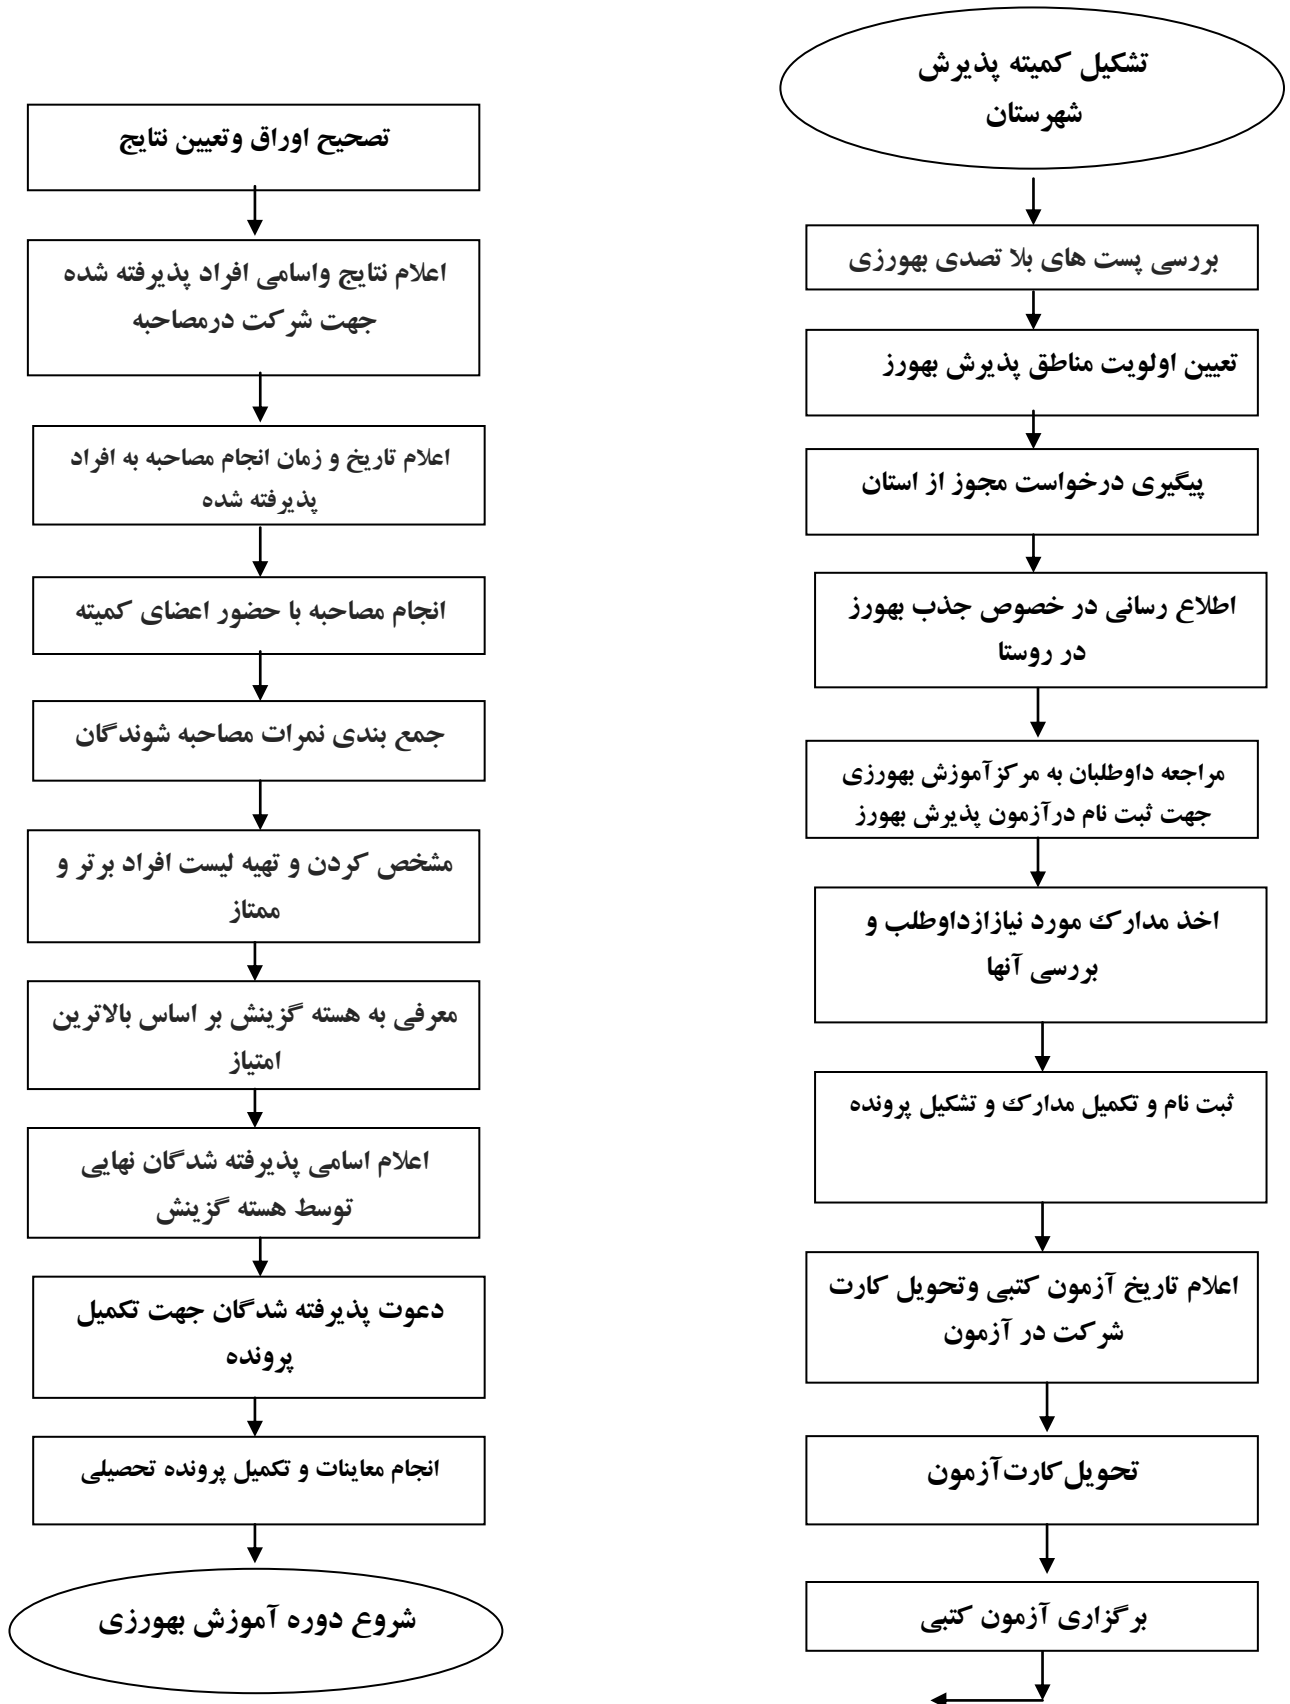 تشکیل کمیته پذیرش
شهرستان
بررسی پست های بلا تصدی بهورزی
تعیین اولویت مناطق پذیرش بهورز
پیگیری درخواست مجوز از استان
اطلاع رسانی در خصوص جذب بهورز
در روستا
مراجعه داوطلبان به مرکزآموزش بهورزی
جهت ثبت نام درآزمون پذیرش بهورز
اخذ مدارک مورد نیازازداوطلب و
بررسی آنها
ثبت نام و تکمیل مدارک و تشکیل پرونده
اعلام تاریخ آزمون کتبی وتحویل کارت
شرکت در آزمون
تحویل کارت آزمون
برگزاری آزمون کتبی
تصحیح اوراق وتعیین نتایج
اعلام نتایج واسامی افراد پذیرفته شده
جهت شرکت درمصاحبه
اعلام تاریخ و زمان انجام مصاحبه به افراد
پذیرفته شده
انجام مصاحبه با حضور اعضای کمیته
جمع بندی نمرات مصاحبه شوندگان
مشخص کردن و تهیه لیست افراد برتر و
ممتاز
معرفی به هسته گزینش بر اساس بالاترین
امتیاز
اعلام اسامی پذیرفته شدگان نهایی
توسط هسته گزینش
دعوت پذیرفته شدگان جهت تکمیل
پرونده
انجام معاینات و تکمیل پرونده تحصیلی
شروع دوره آموزش بهورزی